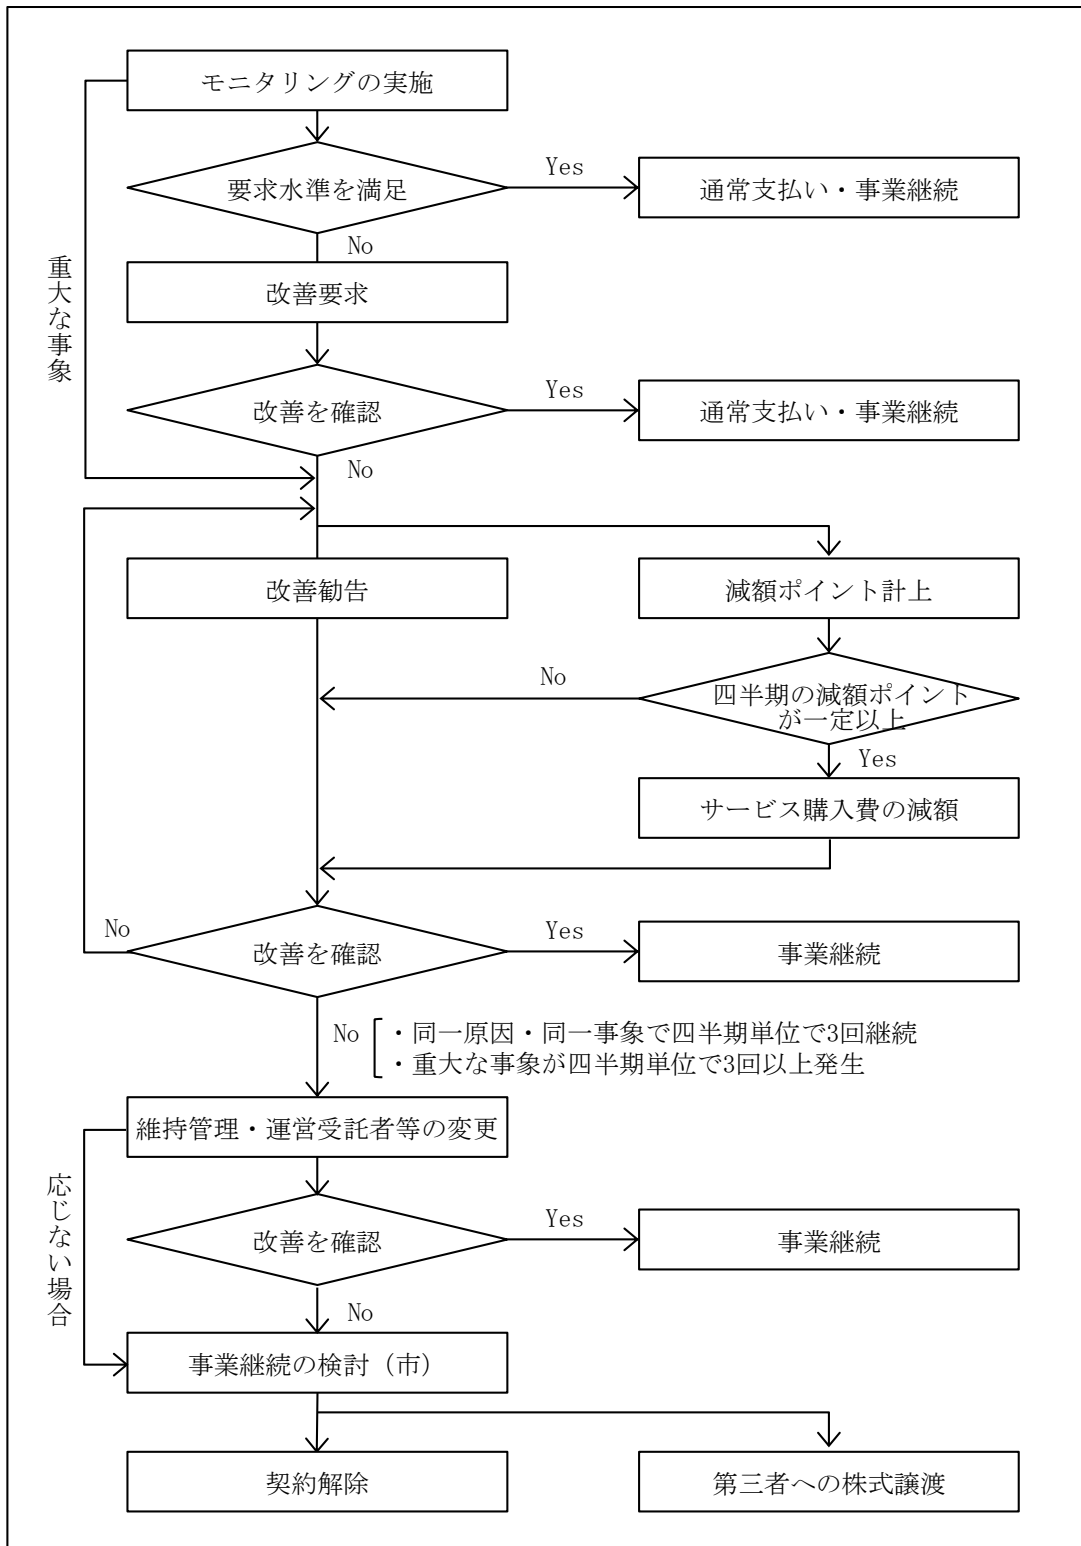 モニタリングの実施
要求水準を満足
Yes
通常支払い・事業継続
No
重大な事象
改善要求
改善を確認
Yes
通常支払い・事業継続
No
改善勧告
減額ポイント計上
No
四半期の減額ポイント
が一定以上
Yes
サービス購入費の減額
No
改善を確認
Yes
事業継続
No
・同一原因・同一事象で四半期単位で3回継続
・重大な事象が四半期単位で3回以上発生
維持管理・運営受託者等の変更
応じない場合
改善を確認
Yes
事業継続
No
事業継続の検討（市）
契約解除
第三者への株式譲渡